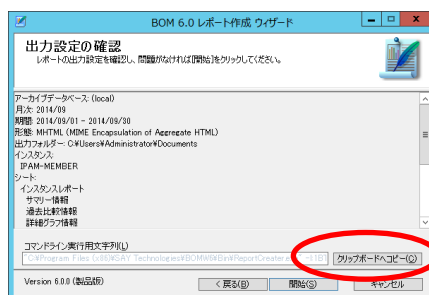 BOM 6.0 レポート作成 ウィザード
出力設定の確認
レポートの出力設定を確認し、問題がなければ[開始]をクリックしてください。
アーカイブデータベース: (local)
月次: 2014/09
期間: 2014/09/01 - 2014/09/30
形態: MHTML (MIME Encapsulation of Aggregate HTML)
出力フォルダー: C:¥Users¥Administrator¥Documents
インスタンス:
IPAM-MEMBER
シート:
インスタンスレポート
サマリー情報
過去比較情報
詳細グラフ情報
コマンドライン実行用文字列(L)
"C:¥Program Files (x86)¥SAY Technologies¥BOMW6¥Bin¥ReportCreater.exe"
クリップボードへコピー(C)
Version 6.0.0 (製品版)
< 戻る(B)
開始(S)
キャンセル